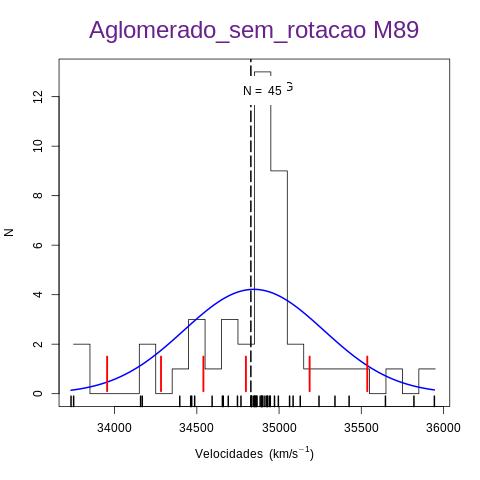 Aglomerado_sem_rotacao M89
N = 45
G
N
12
10
8
6
4
2
0
34000 34500 35000 35500 36000
Velocidades (km/s⁻¹)